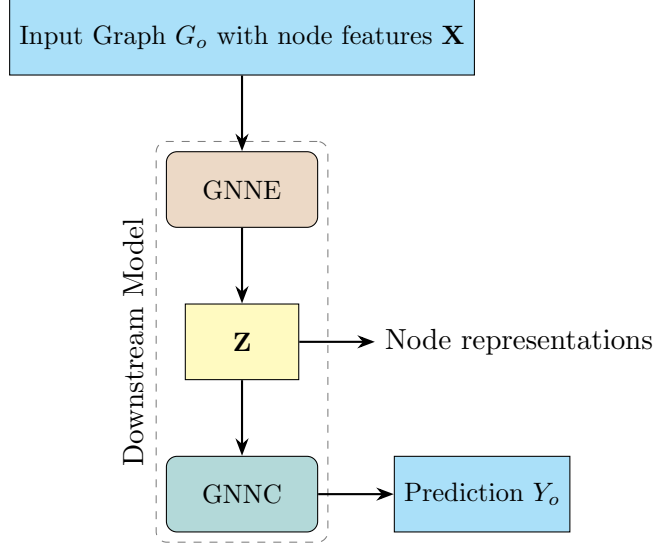 Input Graph G_o with node features X
GNNE
Downstream Model
Z
Node representations
GNNC
Prediction Y_o